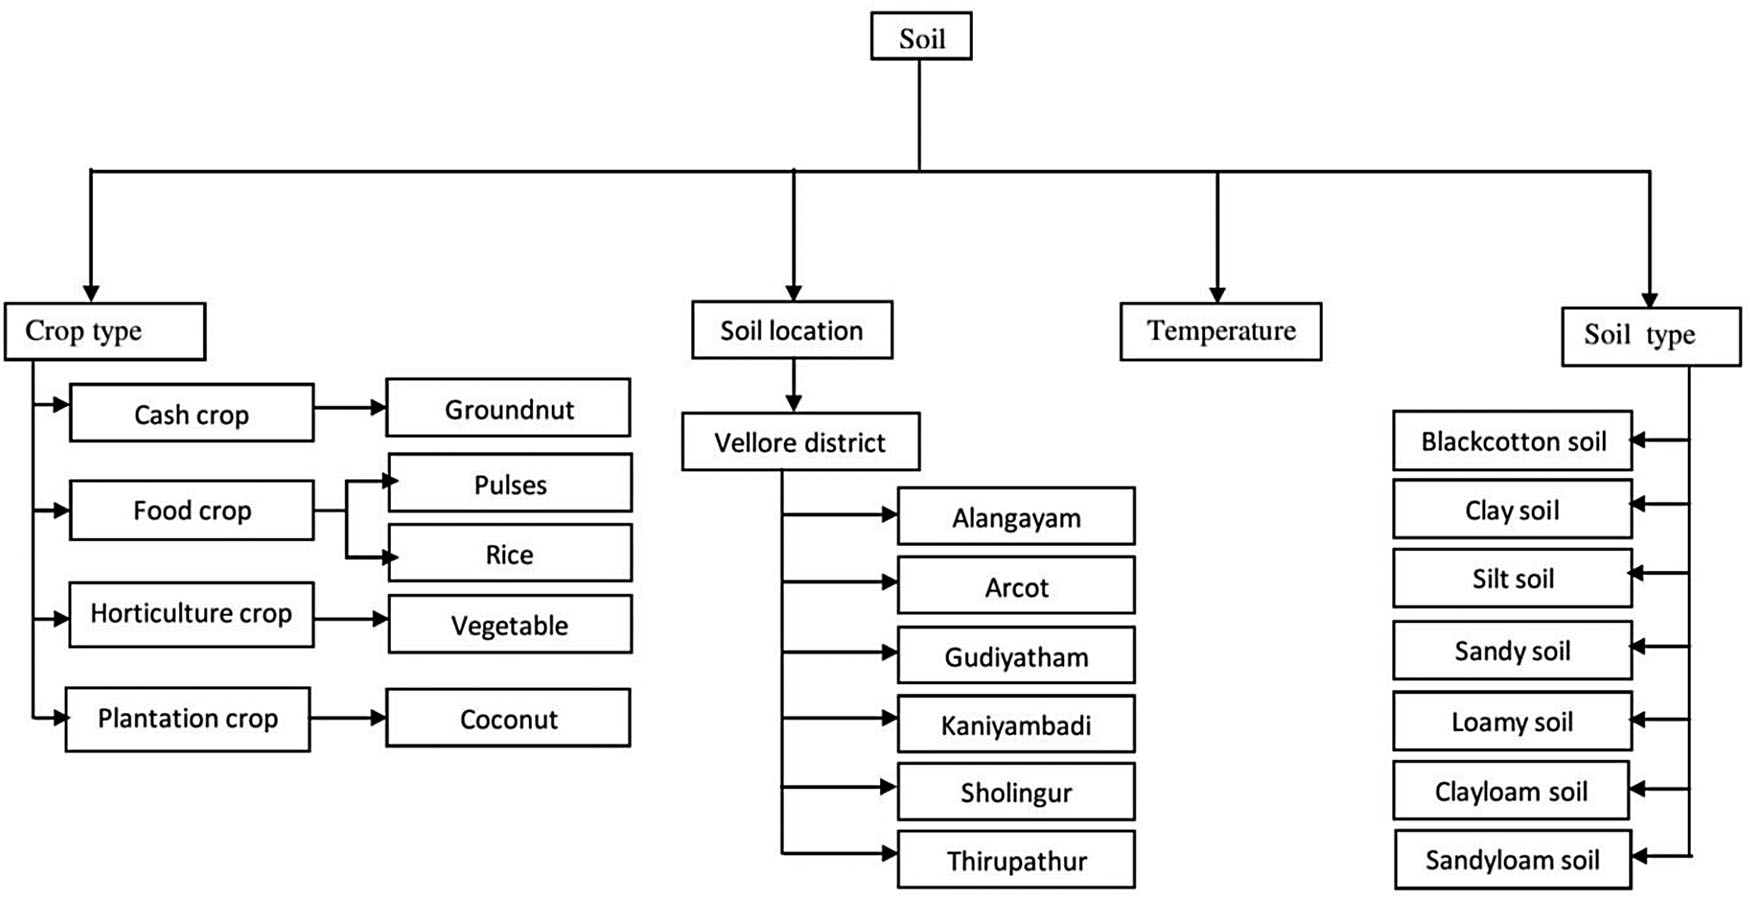 Soil
Crop type
Soil location
Temperature
Soil type
Cash crop
Groundnut
Food crop
Pulses
Rice
Horticulture crop
Vegetable
Plantation crop
Coconut
Vellore district
Alangayam
Arcot
Gudiyatham
Kaniyambadi
Sholingur
Thirupathur
Blackcotton soil
Clay soil
Silt soil
Sandy soil
Loamy soil
Clayloam soil
Sandyloam soil